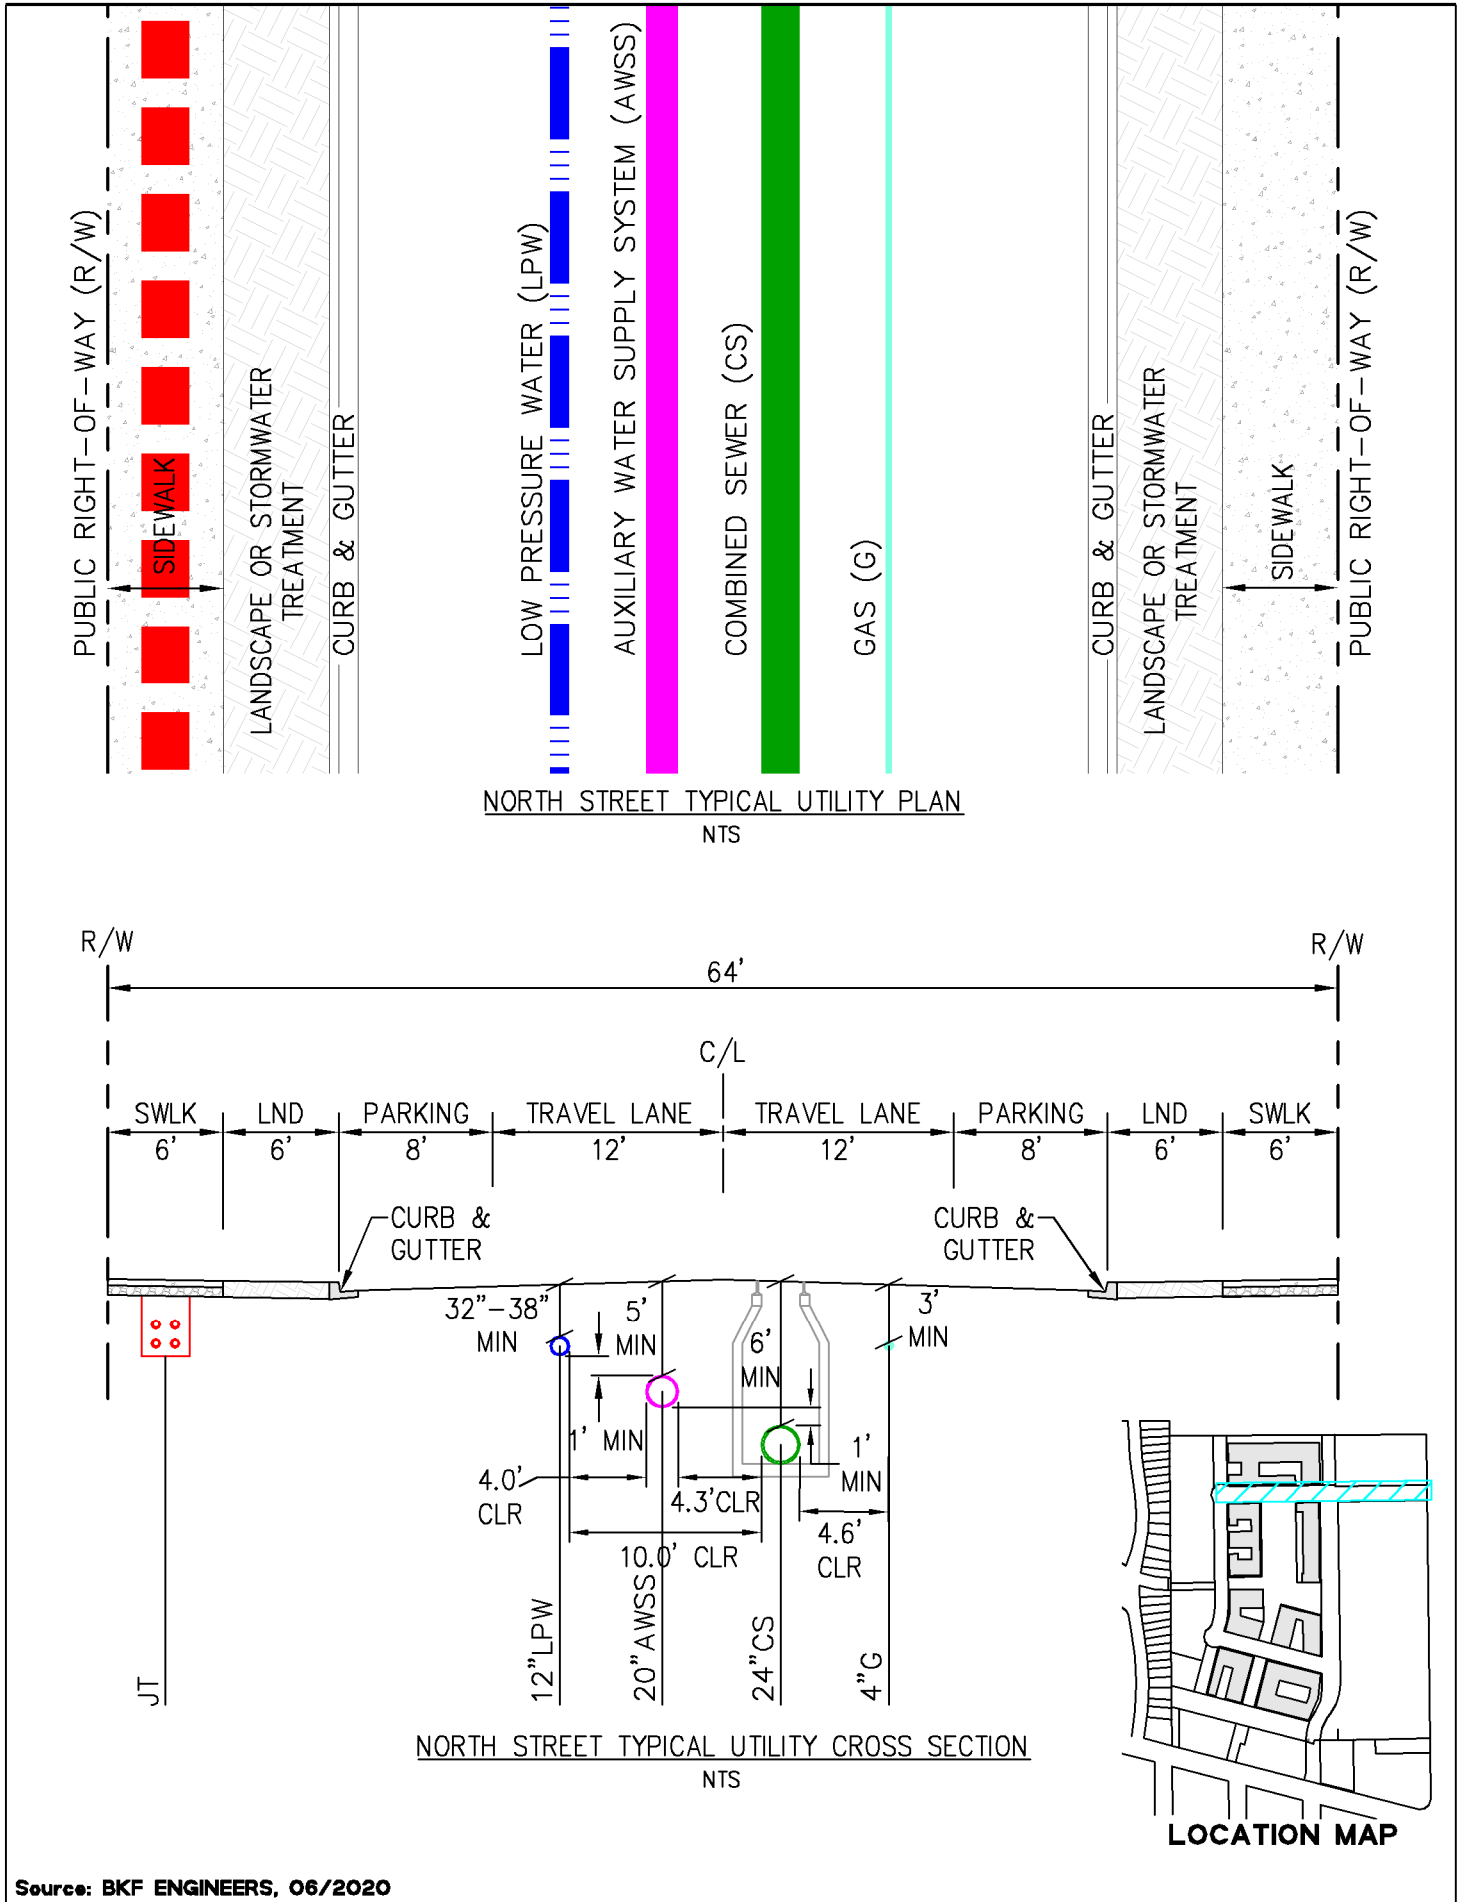 PUBLIC RIGHT-OF-WAY (R/W)
SIDEWALK
LANDSCAPE OR STORMWATER
TREATMENT
CURB & GUTTER
LOW PRESSURE WATER (LPW)
AUXILIARY WATER SUPPLY SYSTEM (AWSS)
COMBINED SEWER (CS)
GAS (G)
CURB & GUTTER
LANDSCAPE OR STORMWATER
TREATMENT
SIDEWALK
PUBLIC RIGHT-OF-WAY (R/W)
NORTH STREET TYPICAL UTILITY PLAN
NTS
R/W
R/W
64'
C/L
SWLK
LND
PARKING
TRAVEL LANE
TRAVEL LANE
PARKING
LND
SWLK
6'
6'
8'
12'
12'
8'
6'
6'
CURB &
GUTTER
CURB &
GUTTER
32"-38"
MIN
5'
MIN
6'
MIN
3'
MIN
1' MIN
1'
MIN
4.0'
CLR
4.3'CLR
10.0' CLR
4.6'
CLR
JT
12"LPW
20"AWSS
24"CS
4"G
NORTH STREET TYPICAL UTILITY CROSS SECTION
NTS
LOCATION MAP
Source: BKF ENGINEERS, 06/2020